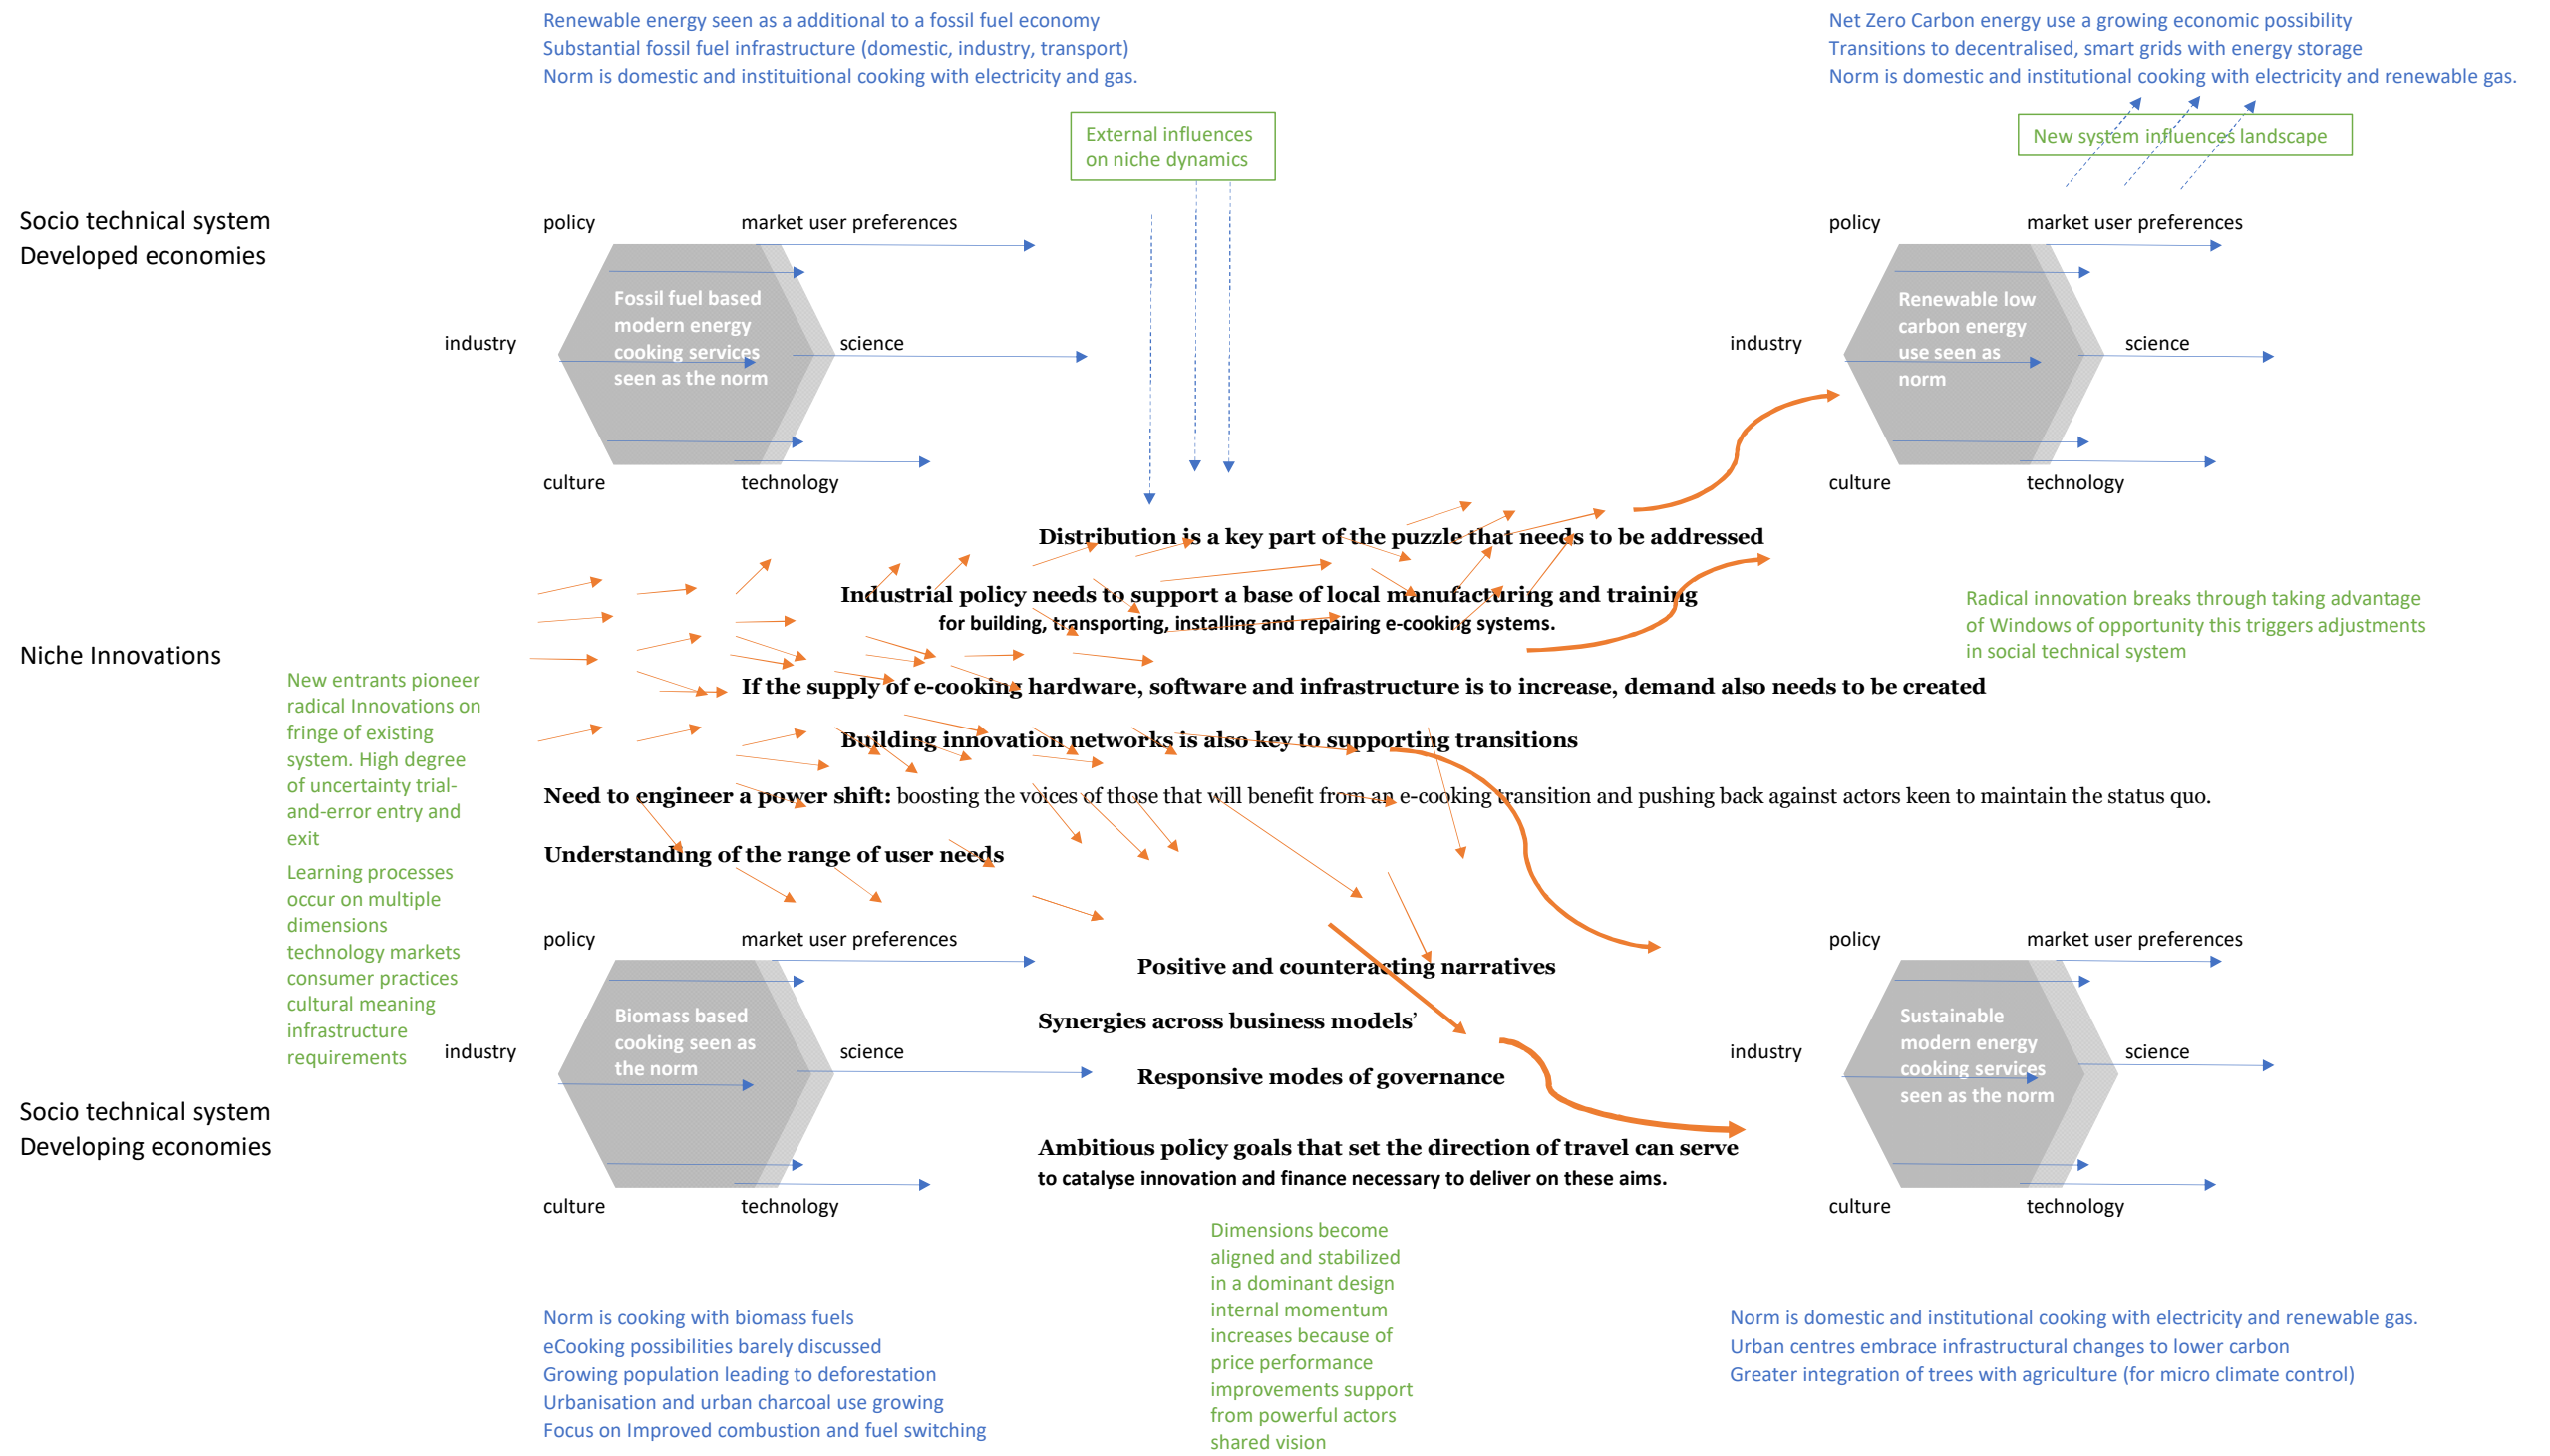 Renewable energy seen as a additional to a fossil fuel economy
Substantial fossil fuel infrastructure (domestic, industry, transport)
Norm is domestic and instituitional cooking with electricity and gas.
Net Zero Carbon energy use a growing economic possibility
Transitions to decentralised, smart grids with energy storage
Norm is domestic and institutional cooking with electricity and renewable gas.
External influences
on niche dynamics
New system influences landscape
Socio technical system
Developed economies
policy
market user preferences
industry
Fossil fuel based
modern energy
cooking services
seen as the norm
science
culture
technology
policy
market user preferences
industry
Renewable low
carbon energy
use seen as
norm
science
culture
technology
Distribution is a key part of the puzzle that needs to be addressed
Industrial policy needs to support a base of local manufacturing and training
for building, transporting, installing and repairing e-cooking systems.
Radical innovation breaks through taking advantage
of Windows of opportunity this triggers adjustments
in social technical system
Niche Innovations
New entrants pioneer
radical Innovations on
fringe of existing
system. High degree
of uncertainty trial-
and-error entry and
exit
Learning processes
occur on multiple
dimensions
technology markets
consumer practices
cultural meaning
infrastructure
requirements
If the supply of e-cooking hardware, software and infrastructure is to increase, demand also needs to be created
Building innovation networks is also key to supporting transitions
Need to engineer a power shift: boosting the voices of those that will benefit from an e-cooking transition and pushing back against actors keen to maintain the status quo.
Understanding of the range of user needs
policy
market user preferences
industry
Biomass based
cooking seen as
the norm
science
culture
technology
Positive and counteracting narratives
Synergies across business models’
Responsive modes of governance
Ambitious policy goals that set the direction of travel can serve
to catalyse innovation and finance necessary to deliver on these aims.
policy
market user preferences
industry
Sustainable
modern energy
cooking services
seen as the norm
science
culture
technology
Socio technical system
Developing economies
Norm is cooking with biomass fuels
eCooking possibilities barely discussed
Growing population leading to deforestation
Urbanisation and urban charcoal use growing
Focus on Improved combustion and fuel switching
Dimensions become
aligned and stabilized
in a dominant design
internal momentum
increases because of
price performance
improvements support
from powerful actors
shared vision
Norm is domestic and institutional cooking with electricity and renewable gas.
Urban centres embrace infrastructural changes to lower carbon
Greater integration of trees with agriculture (for micro climate control)